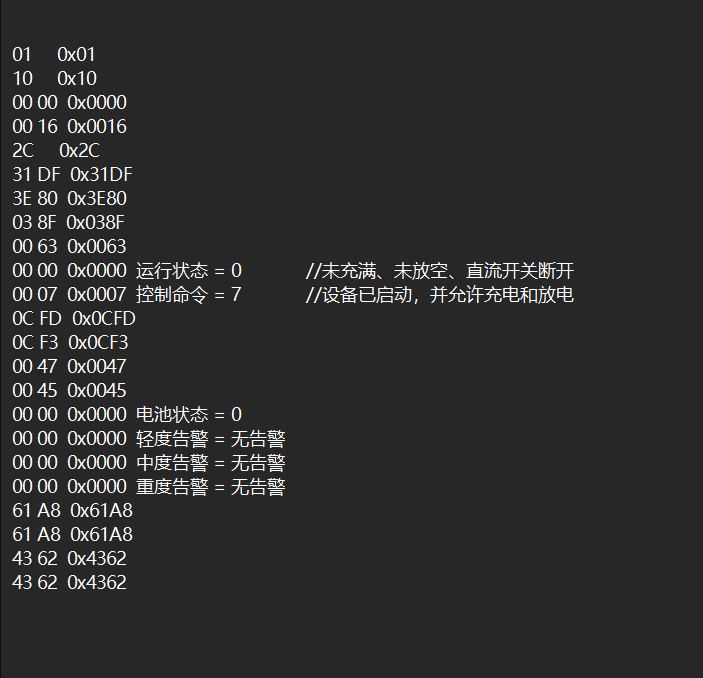 01 0x01
10 0x10
00 00 0x0000
00 16 0x0016
2C 0x2C
31 DF 0x31DF
3E 80 0x3E80
03 8F 0x038F
00 63 0x0063
00 00 0x0000 运行状态 = 0 //未充满、未放空、直流开关断开
00 07 0x0007 控制命令 = 7 //设备已启动，并允许充电和放电
0C FD 0x0CFD
0C F3 0x0CF3
00 47 0x0047
00 45 0x0045
00 00 0x0000 电池状态 = 0
00 00 0x0000 轻度告警 = 无告警
00 00 0x0000 中度告警 = 无告警
00 00 0x0000 重度告警 = 无告警
61 A8 0x61A8
61 A8 0x61A8
43 62 0x4362
43 62 0x4362